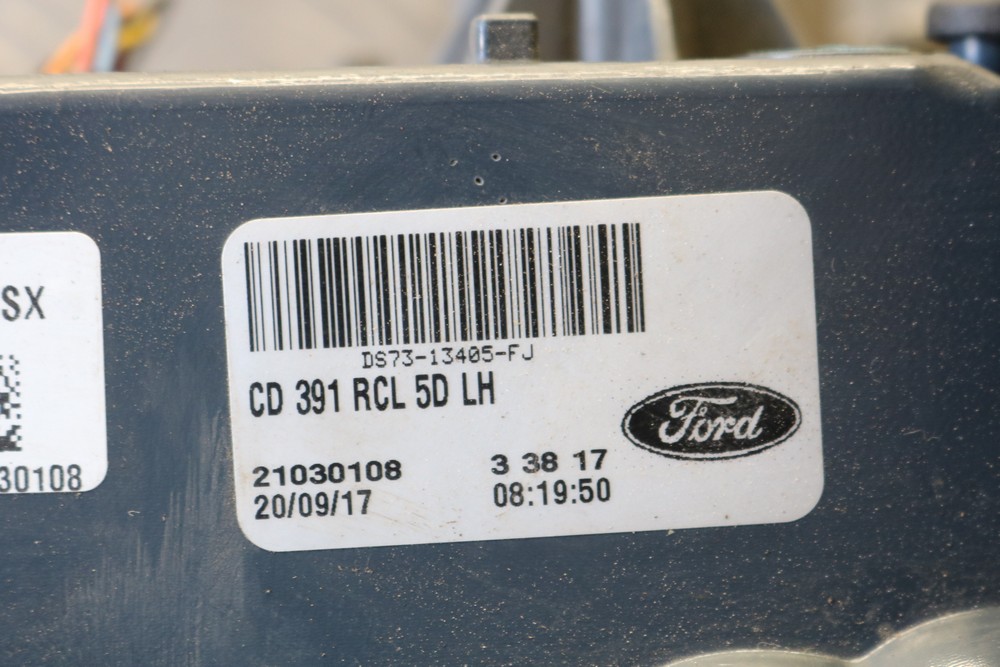 SX
30108
DS73-13405-FJ
CD 391 RCL 5D LH
Ford
21030108 3 38 17
20/09/17 08:19:50